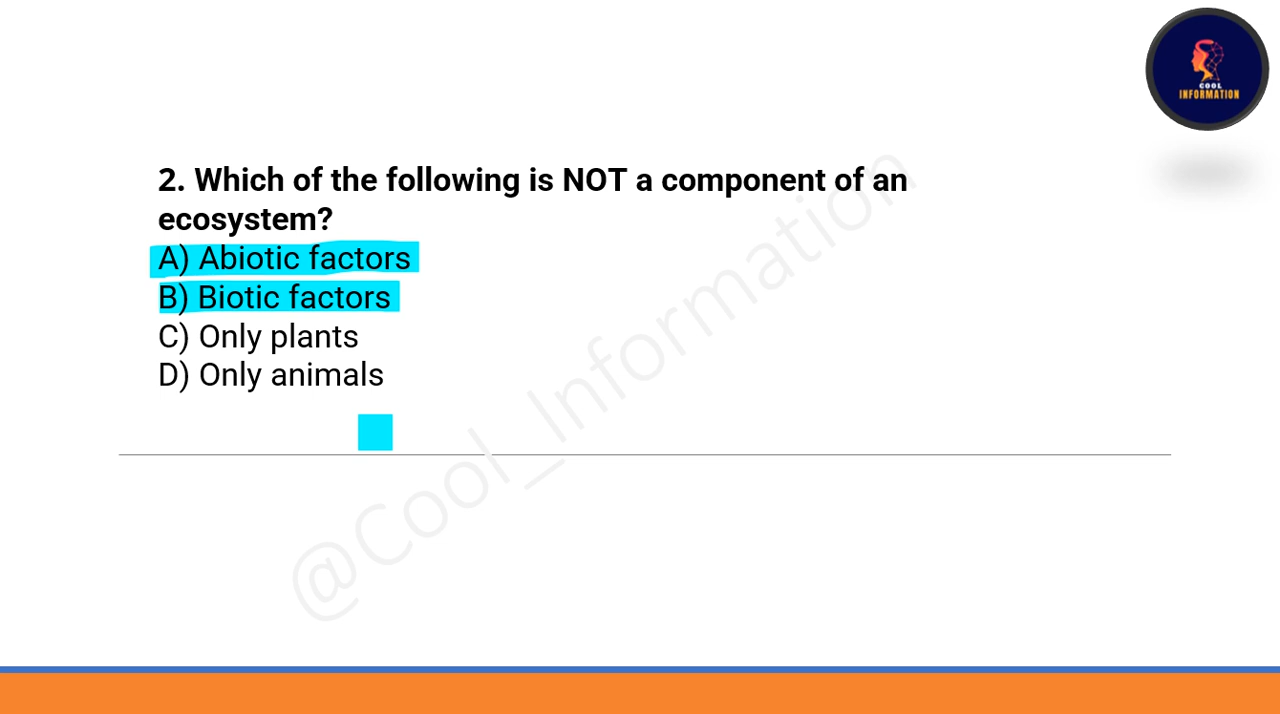 COOL
INFORMATION
2. Which of the following is NOT a component of an
ecosystem?
A) Abiotic factors
B) Biotic factors
C) Only plants
D) Only animals
@Cool_Information